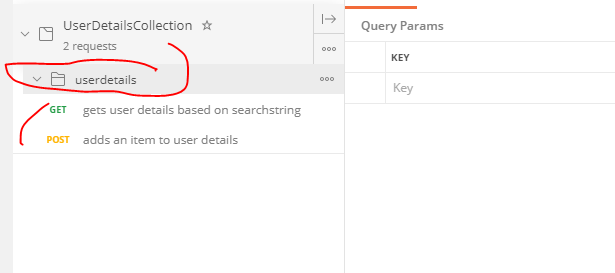 UserDetailsCollection
2 requests
userdetails
GET gets user details based on searchstring
POST adds an item to user details
Query Params
KEY
Key